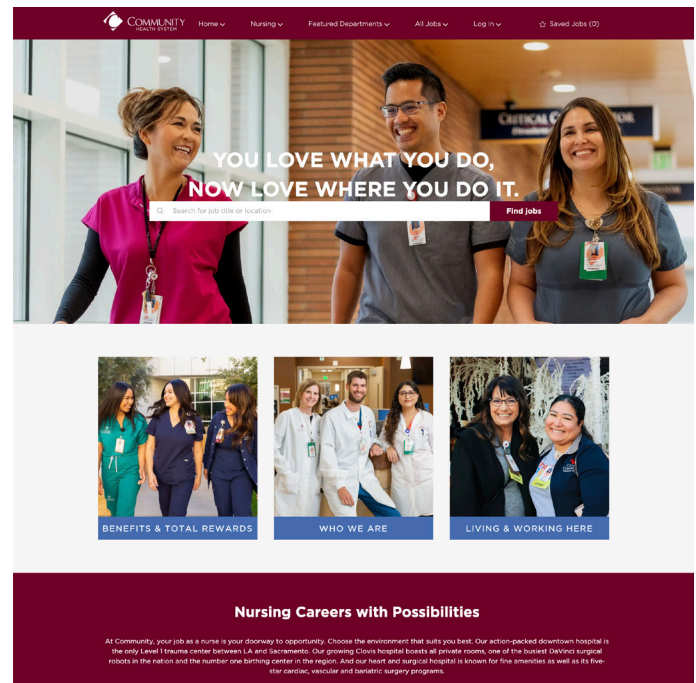 COMMUNITY
HEALTH SYSTEM
Home
Nursing
Featured Departments
All Jobs
Log In
Saved Jobs (0)
YOU LOVE WHAT YOU DO,
NOW LOVE WHERE YOU DO IT.
Search for job title or location
Find jobs
BENEFITS & TOTAL REWARDS
WHO WE ARE
LIVING & WORKING HERE
Nursing Careers with Possibilities
At Community, your job as a nurse is your doorway to opportunity. Choose the environment that suits you best. Our action-packed downtown hospital is
the only Level 1 trauma center between LA and Sacramento. Our growing Clovis hospital boasts all private rooms, one of the busiest DaVinci surgical
robots in the nation and the number one birthing center in the region. And our heart and surgical hospital is known for fine amenities as well as its five-
star cardiac, vascular and bariatric surgery programs.